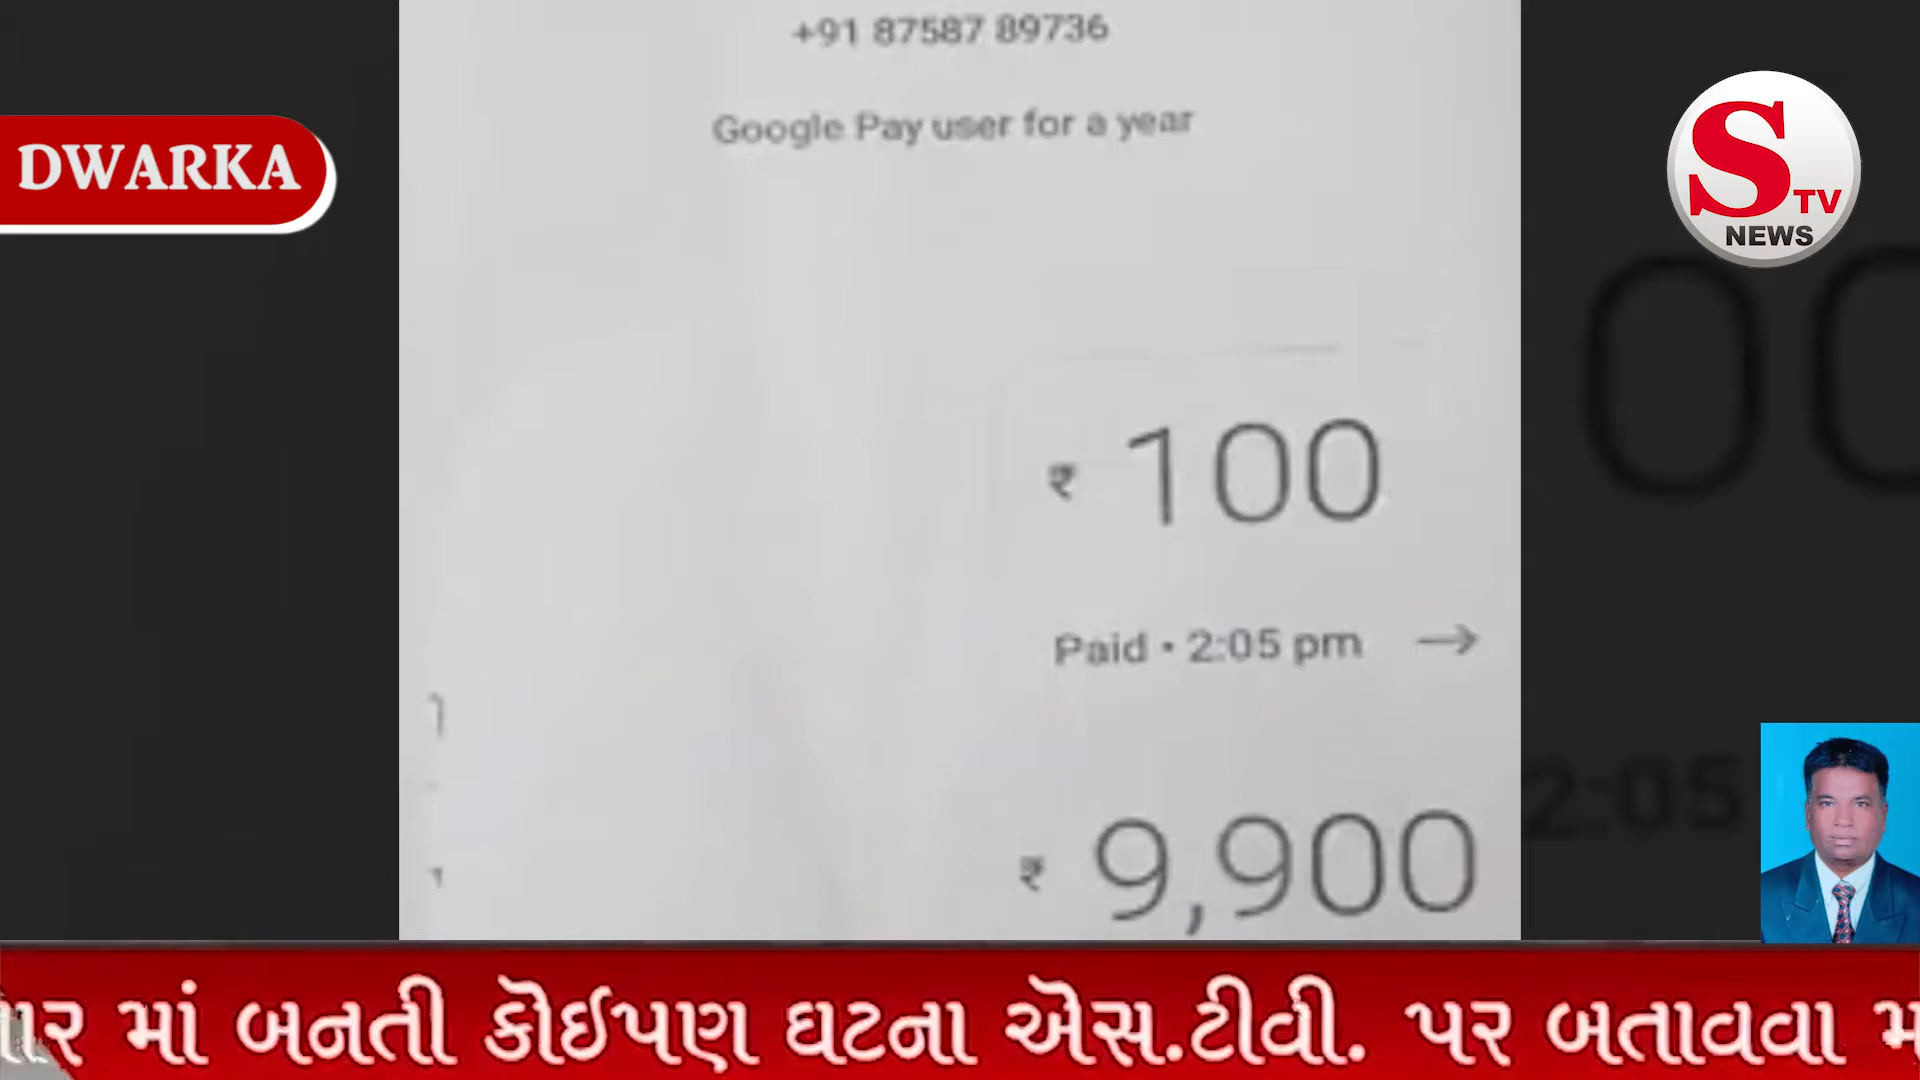 +91 87587 89736
Google Pay user for a year
DWARKA
S TV
NEWS
₹ 100
Paid • 2:05 pm →
₹ 9,900
માં બનતી કોઈપણ ઘટના એસ.ટીવી. પર બતાવવા